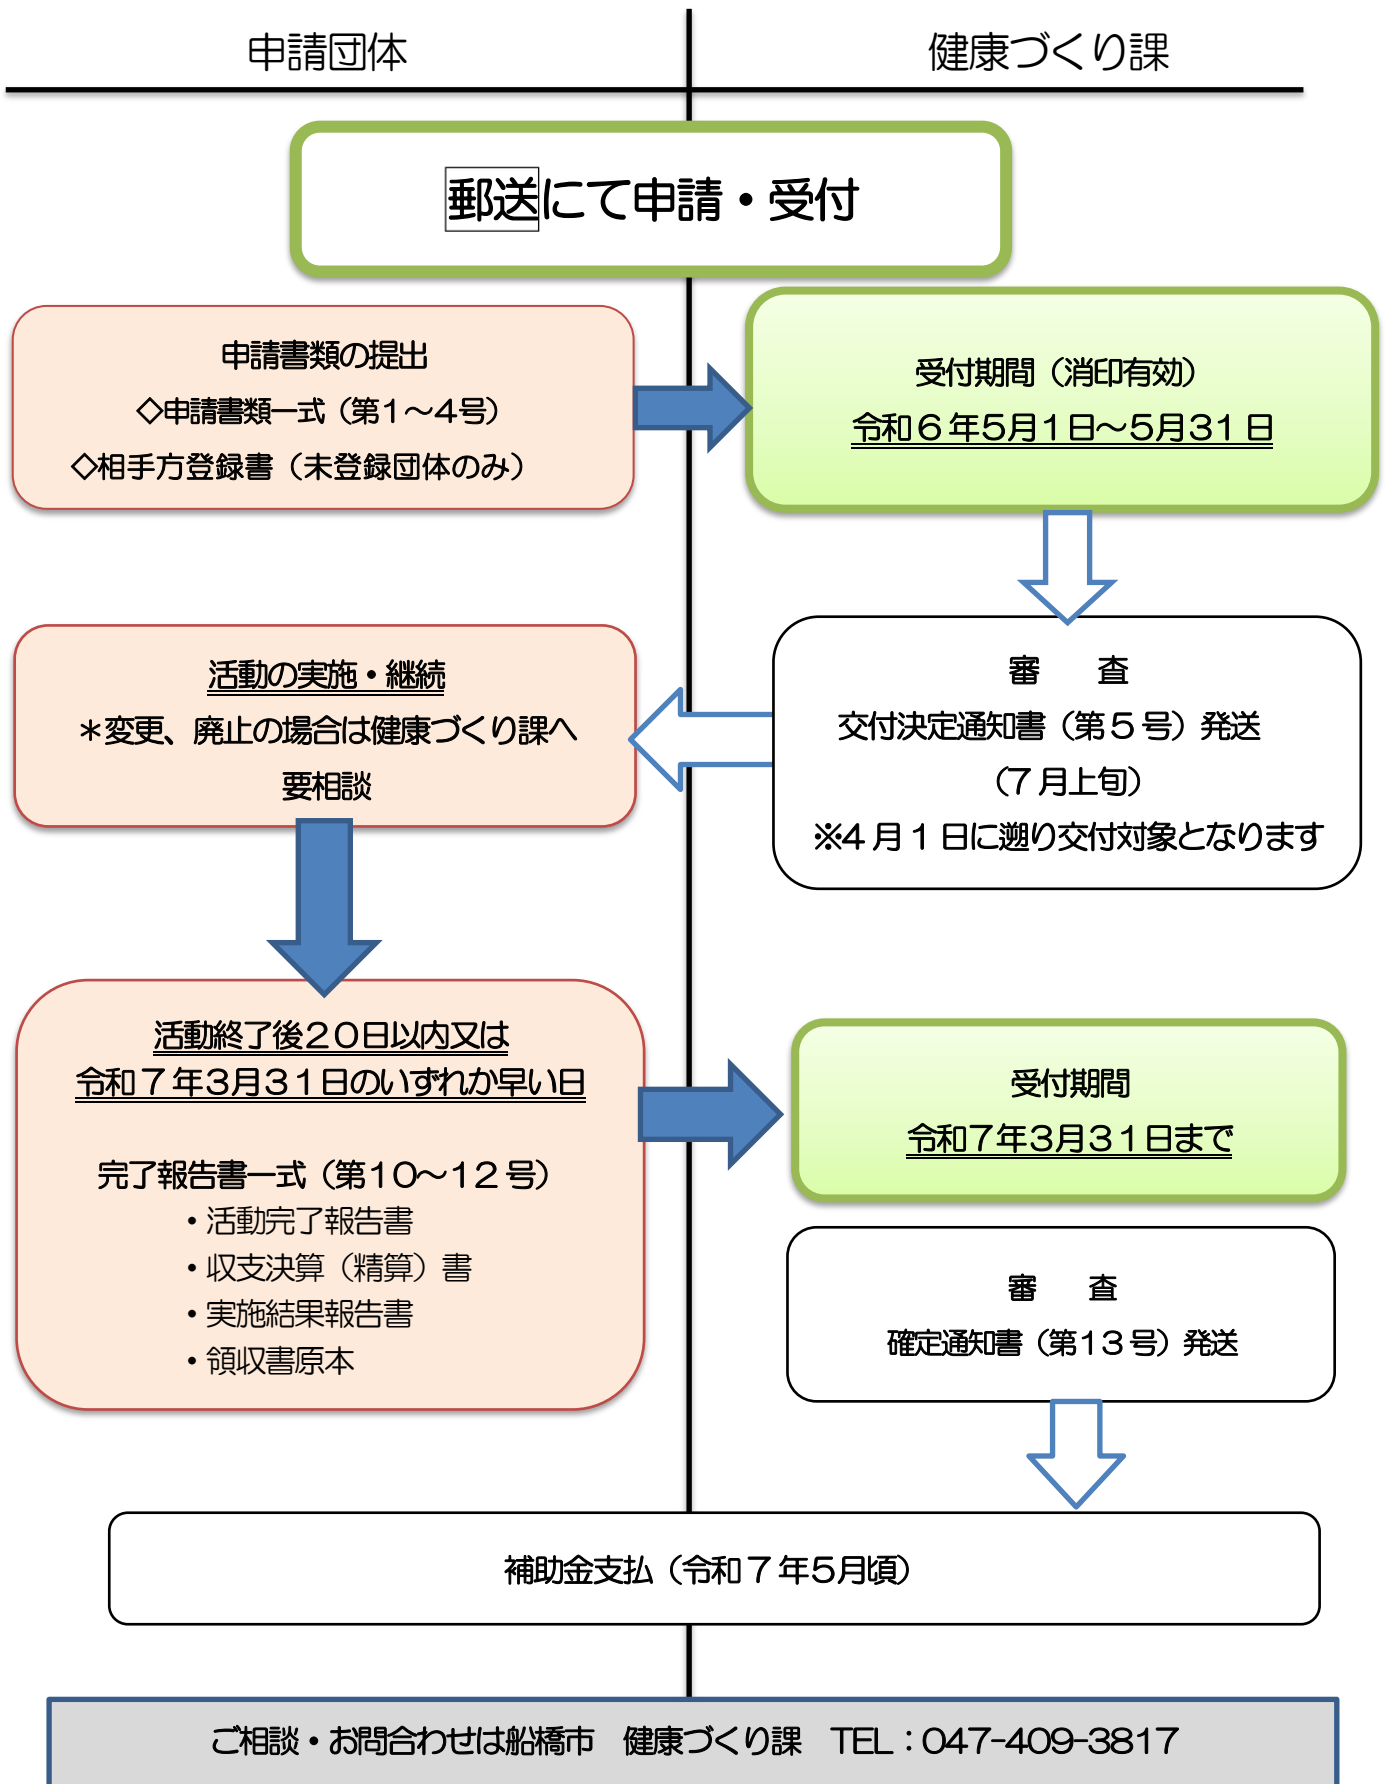 申請団体
健康づくり課
郵送にて申請・受付
申請書類の提出
◇申請書類一式（第１～４号）
◇相手方登録書（未登録団体のみ）
受付期間（消印有効）
令和６年５月１日～５月３１日
審　　査
交付決定通知書（第５号）発送
（７月上旬）
※４月１日に遡り交付対象となります
活動の実施・継続
＊変更、廃止の場合は健康づくり課へ
要相談
活動終了後２０日以内又は
令和７年３月３１日のいずれか早い日
完了報告書一式（第１０～１２号）
・活動完了報告書
・収支決算（精算）書
・実施結果報告書
・領収書原本
受付期間
令和７年３月３１日まで
審　　査
確定通知書（第１３号）発送
補助金支払（令和７年５月頃）
ご相談・お問合わせは船橋市　健康づくり課　TEL：047-409-3817